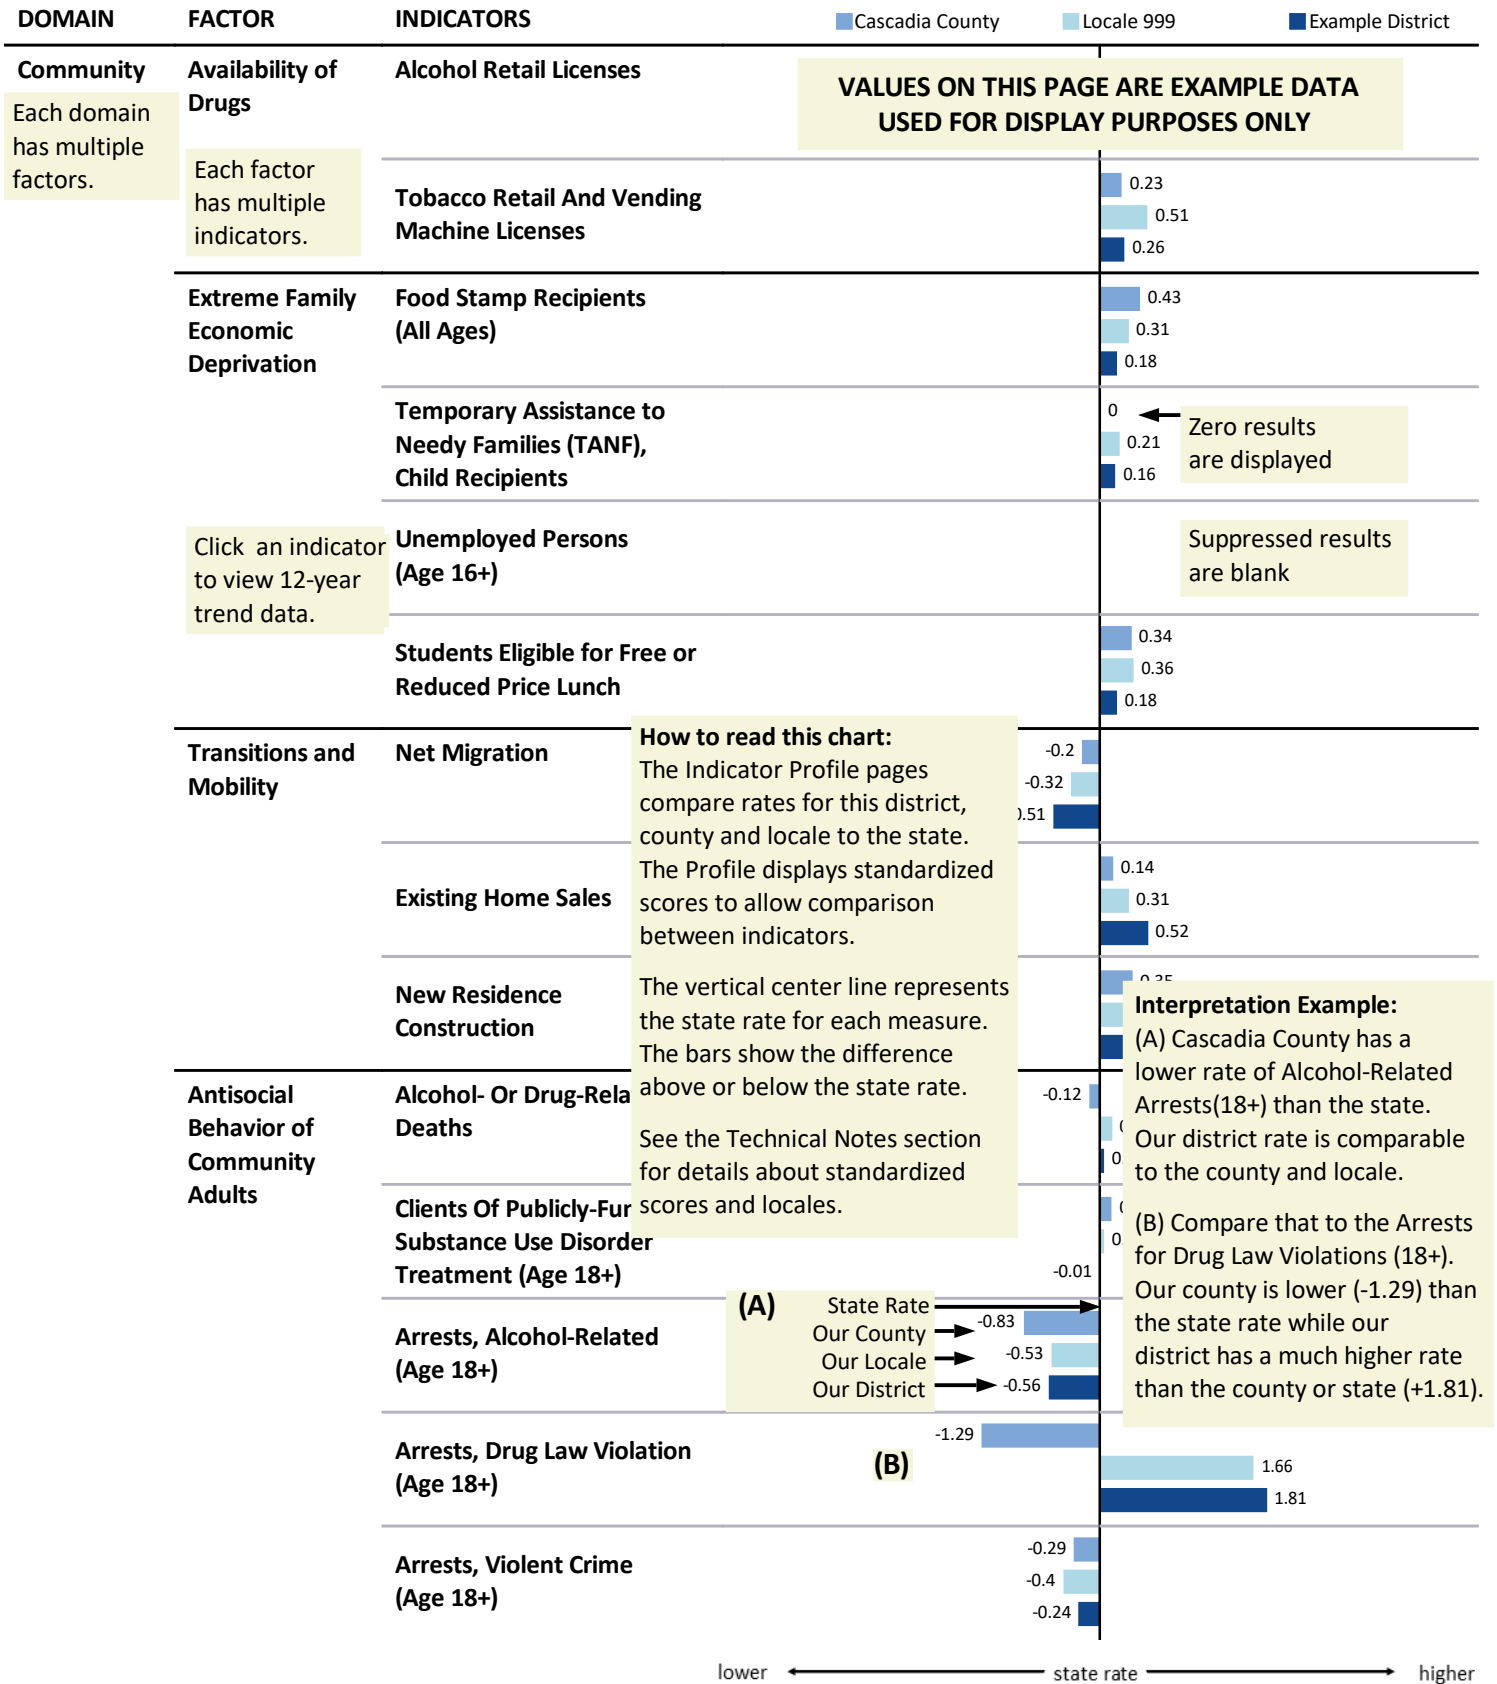 DOMAIN FACTOR INDICATORS Cascadia County Locale 999 Example District
Community
Each domain
has multiple
factors.
Availability of
Drugs
Each factor
has multiple
indicators.
Alcohol Retail Licenses
VALUES ON THIS PAGE ARE EXAMPLE DATA
USED FOR DISPLAY PURPOSES ONLY
Tobacco Retail And Vending
Machine Licenses
0.23
0.51
0.26
Extreme Family
Economic
Deprivation
Food Stamp Recipients
(All Ages)
0.43
0.31
0.18
Temporary Assistance to
Needy Families (TANF),
Child Recipients
0
0.21
0.16
Zero results
are displayed
Click an indicator
to view 12-year
trend data.
Unemployed Persons
(Age 16+)
Suppressed results
are blank
Students Eligible for Free or
Reduced Price Lunch
0.34
0.36
0.18
Transitions and
Mobility
Net Migration
-0.2
-0.32
.51
How to read this chart:
The Indicator Profile pages
compare rates for this district,
county and locale to the state.
The Profile displays standardized
scores to allow comparison
between indicators.
The vertical center line represents
the state rate for each measure.
The bars show the difference
above or below the state rate.
See the Technical Notes section
for details about standardized
scores and locales.
Existing Home Sales
0.14
0.31
0.52
New Residence
Construction
Interpretation Example:
(A) Cascadia County has a
lower rate of Alcohol-Related
Arrests(18+) than the state.
Our district rate is comparable
to the county and locale.
(B) Compare that to the Arrests
for Drug Law Violations (18+).
Our county is lower (-1.29) than
the state rate while our
district has a much higher rate
than the county or state (+1.81).
Antisocial
Behavior of
Community
Adults
Alcohol- Or Drug-Rela
Deaths
-0.12
0.
Clients Of Publicly-Fur
Substance Use Disorder
Treatment (Age 18+)
0.
-0.01
Arrests, Alcohol-Related
(Age 18+)
(A) State Rate
Our County -0.83
Our Locale -0.53
Our District -0.56
Arrests, Drug Law Violation
(Age 18+)
(B)
-1.29
1.66
1.81
Arrests, Violent Crime
(Age 18+)
-0.29
-0.4
-0.24
lower state rate higher